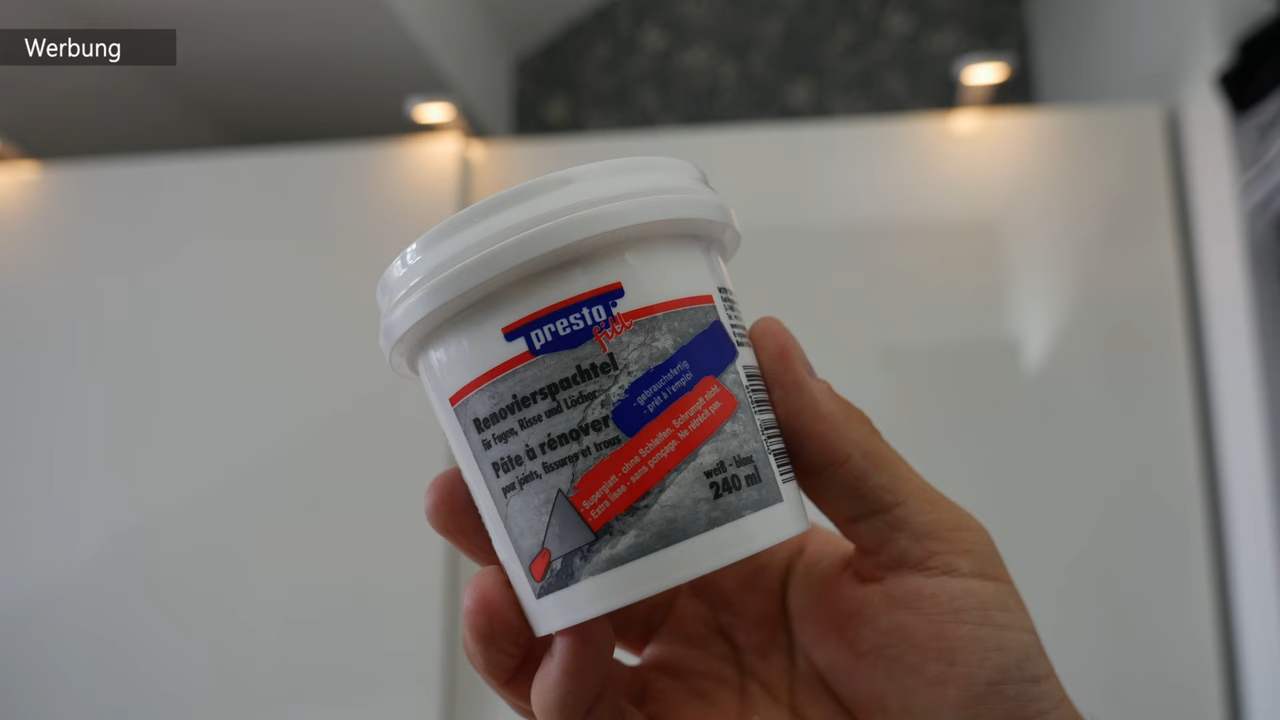 Werbung
presto
fill
Renovierspachtel
für Fugen, Risse und Löcher
Pâte à rénover
pour joints, fissures et trous
- gebrauchsfertig
- prêt à l'emploi
- Superglatt - ohne Schleifen. Schrumpft nicht.
- Extra lisse - sans ponçage. Ne rétrécit pas.
weiß - blanc
240 ml